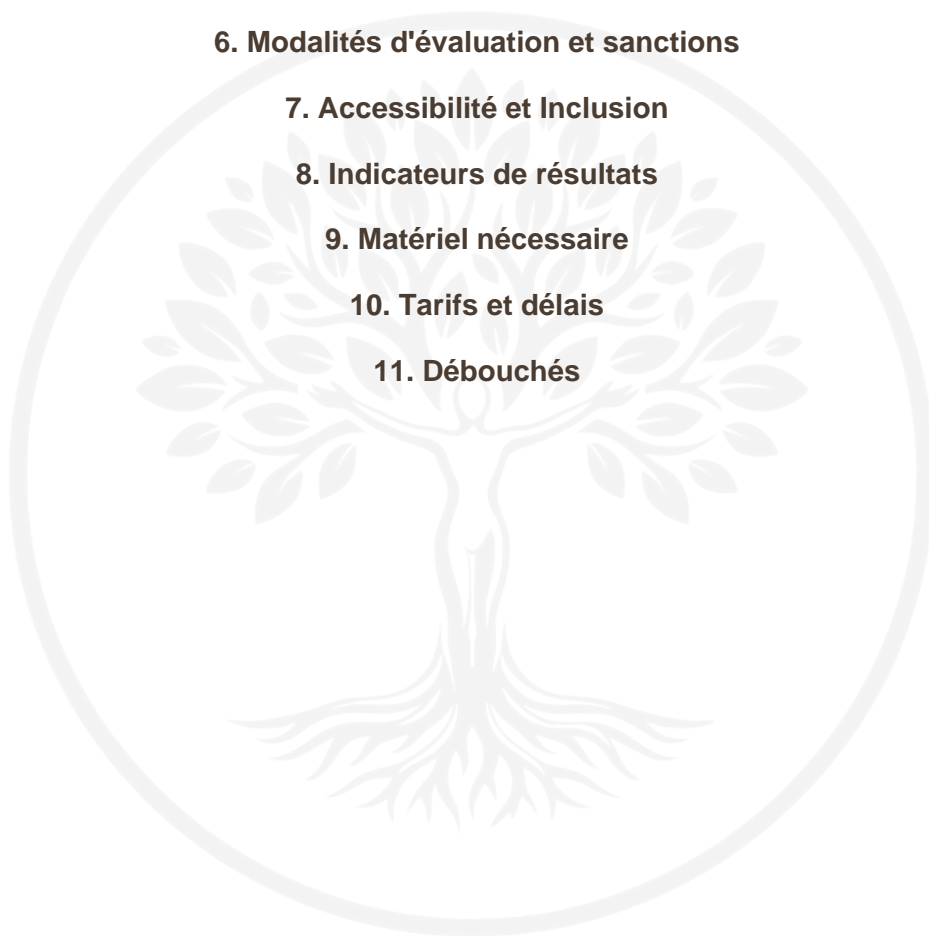 6. Modalités d'évaluation et sanctions
7. Accessibilité et Inclusion
8. Indicateurs de résultats
9. Matériel nécessaire
10. Tarifs et délais
11. Débouchés